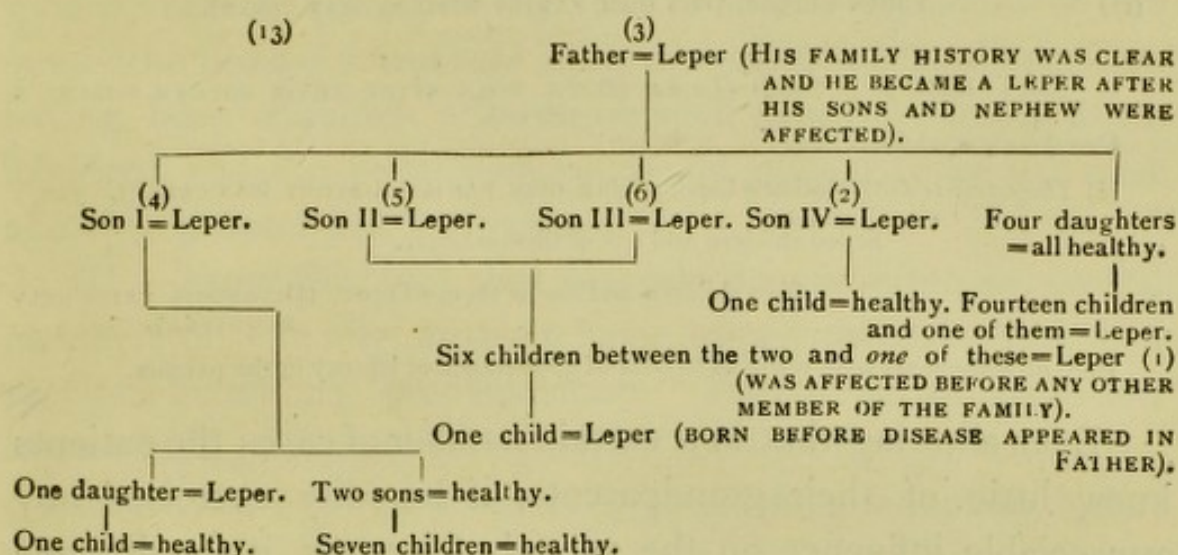 (13)
(3)
Father=Leper (HIS FAMILY HISTORY WAS CLEAR
AND HE BECAME A LEPER AFTER
HIS SONS AND NEPHEW WERE
AFFECTED).
(4) (5) (6) (2)
Son I=Leper. Son II=Leper. Son III=Leper. Son IV=Leper. Four daughters
=all healthy.
One child=healthy. Fourteen children
and one of them=Leper.
Six children between the two and one of these=Leper (1)
(WAS AFFECTED BEFORE ANY OTHER
MEMBER OF THE FAMILY).
One child=Leper (BORN BEFORE DISEASE APPEARED IN
FATHER).
One daughter=Leper. Two sons=healthy.
One child=healthy. Seven children=healthy.